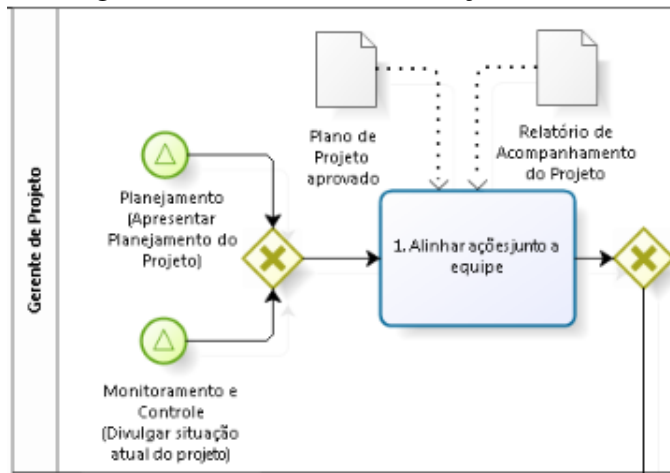 Gerente de Projeto
Plano de
Projeto
aprovado
Relatório de
Acompanhamento
do Projeto
Planejamento
(Apresentar
Planejamento do
Projeto)
1. Alinhar ações junto a
equipe
Monitoramento e
Controle
(Divulgar situação
atual do projeto)